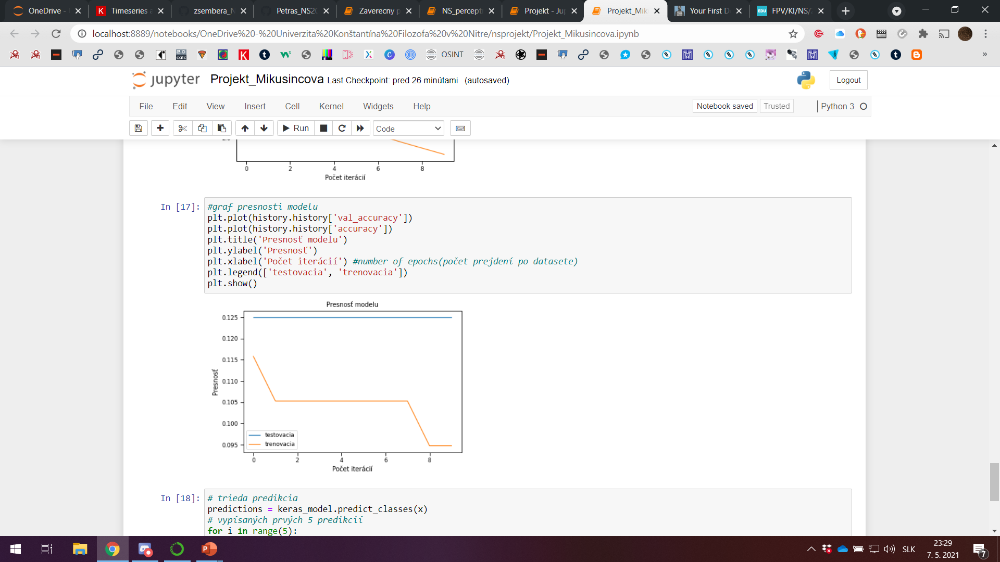 OneDrive -
Timeseries a
zsembera_N
Petras_NS20
Zaverecny p
NS_percept
Projekt - Ju
Projekt_Mik
Your First D
FPV/KI/NS/
localhost:8889/notebooks/OneDrive%20-%20Univerzita%20Konštantína%20Filozofa%20v%20Nitre/nsprojekt/Projekt_Mikusincova.ipynb
OSINT
jupyter Projekt_Mikusincova Last Checkpoint: pred 26 minútami (autosaved)
Logout
File Edit View Insert Cell Kernel Widgets Help
Notebook saved Trusted Python 3
Run Code
0 2 4 6 8
Počet iterácií
In [17]:
#graf presnosti modelu
plt.plot(history.history['val_accuracy'])
plt.plot(history.history['accuracy'])
plt.title('Presnosť modelu')
plt.ylabel('Presnosť')
plt.xlabel('Počet iterácií') #number of epochs(počet prejdení po datasete)
plt.legend(['testovacia', 'trenovacia'])
plt.show()
Presnosť modelu
0.125
0.120
0.115
0.110
0.105
0.100
0.095
Presnosť
testovacia
trenovacia
0 2 4 6 8
Počet iterácií
In [18]:
# trieda predikcia
predictions = keras_model.predict_classes(x)
# vypísaných prvých 5 predikcií
for i in range(5):
SLK
23:29
7. 5. 2021
7